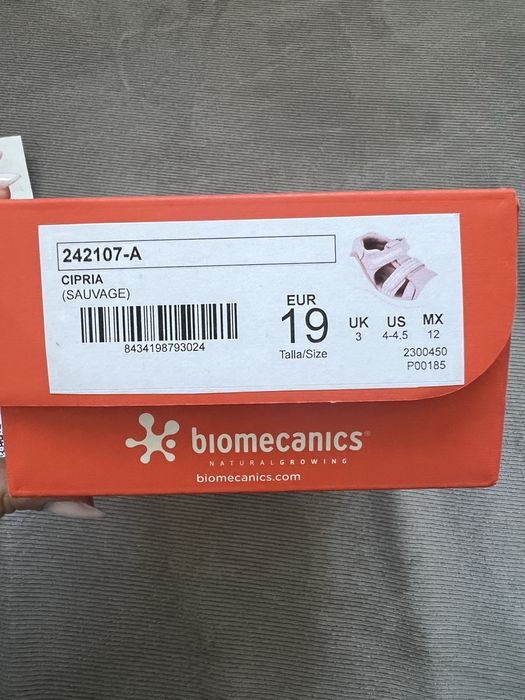 242107-A
CIPRIA
(SAUVAGE)
8434198793024
EUR
19
Talla/Size
UK US MX
3 4-4.5 12
2300450
P00185
biomecanics®
NATURALGROWING
biomecanics.com